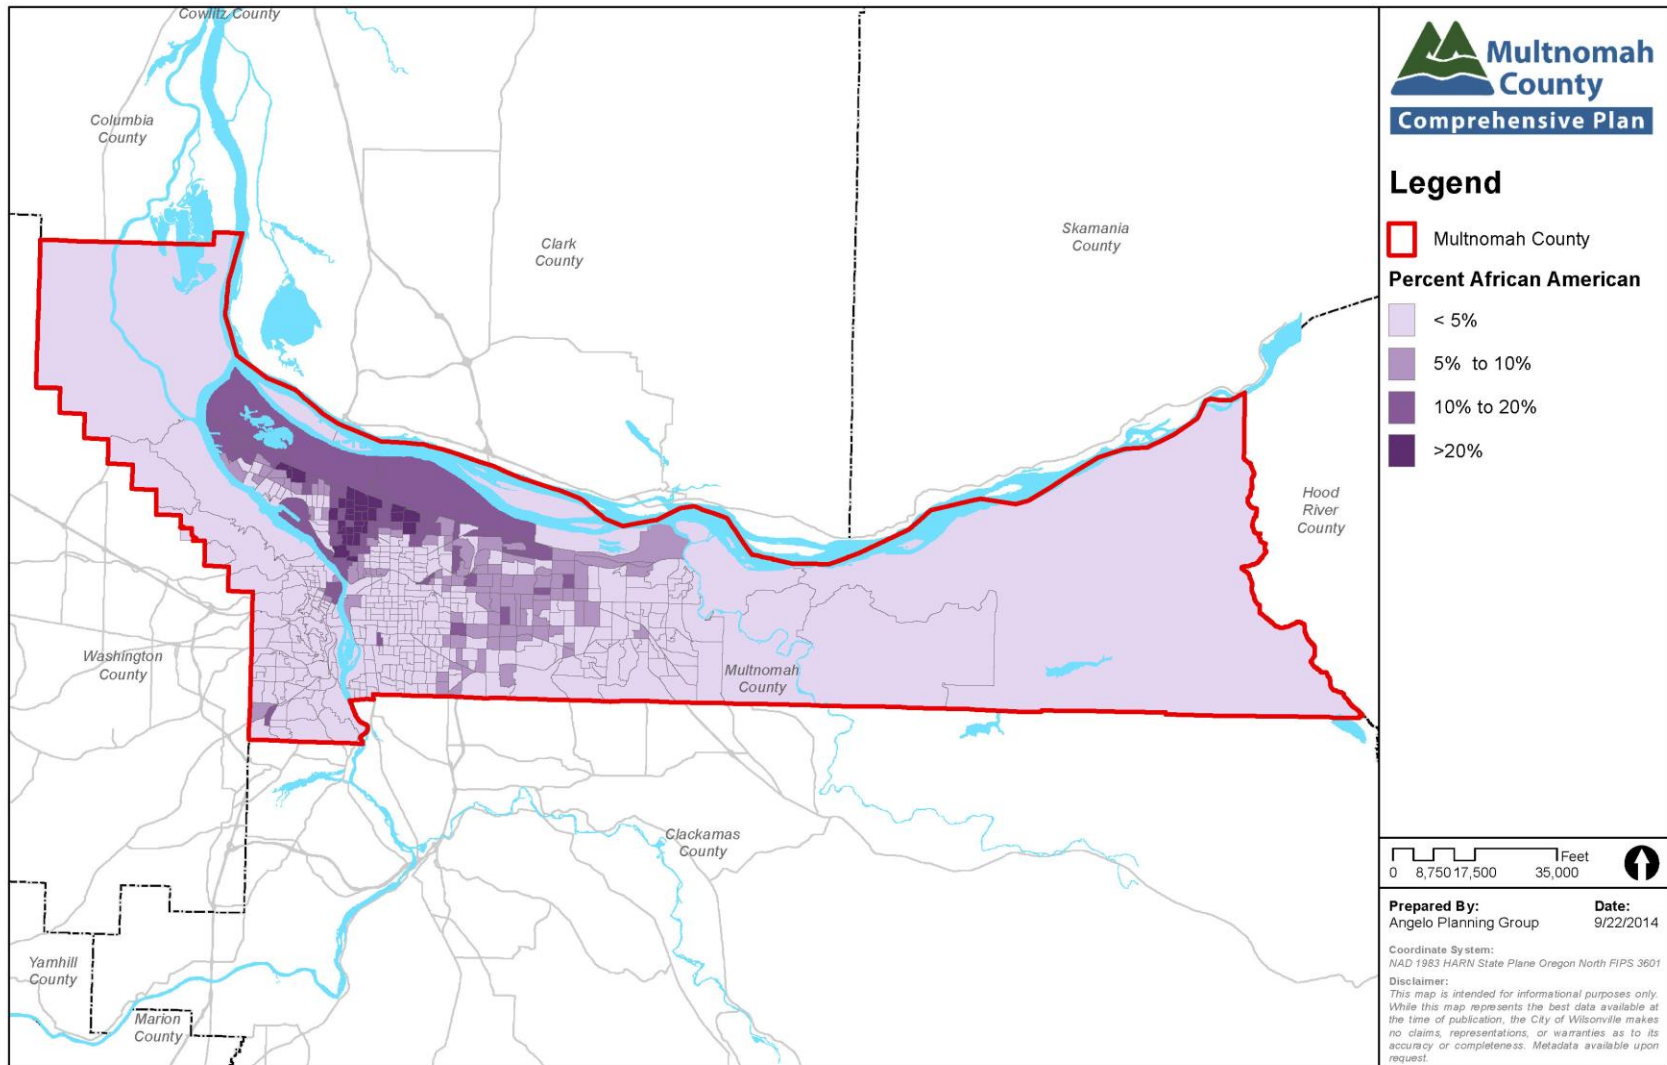 Cowlitz County
Columbia
County
Clark
County
Skamania
County
Hood
River
County
Washington
County
Multnomah
County
Clackamas
County
Yamhill
County
Marion
County
Multnomah
County
Comprehensive Plan
Legend
Multnomah County
Percent African American
< 5%
5% to 10%
10% to 20%
>20%
Feet
0 8,750 17,500 35,000
Prepared By: Date:
Angelo Planning Group 9/22/2014
Coordinate System:
NAD 1983 HARN State Plane Oregon North FIPS 3601
Disclaimer:
This map is intended for informational purposes only.
While this map represents the best data available at
the time of publication, the City of Wilsonville makes
no claims, representations, or warranties as to its
accuracy or completeness. Metadata available upon
request.